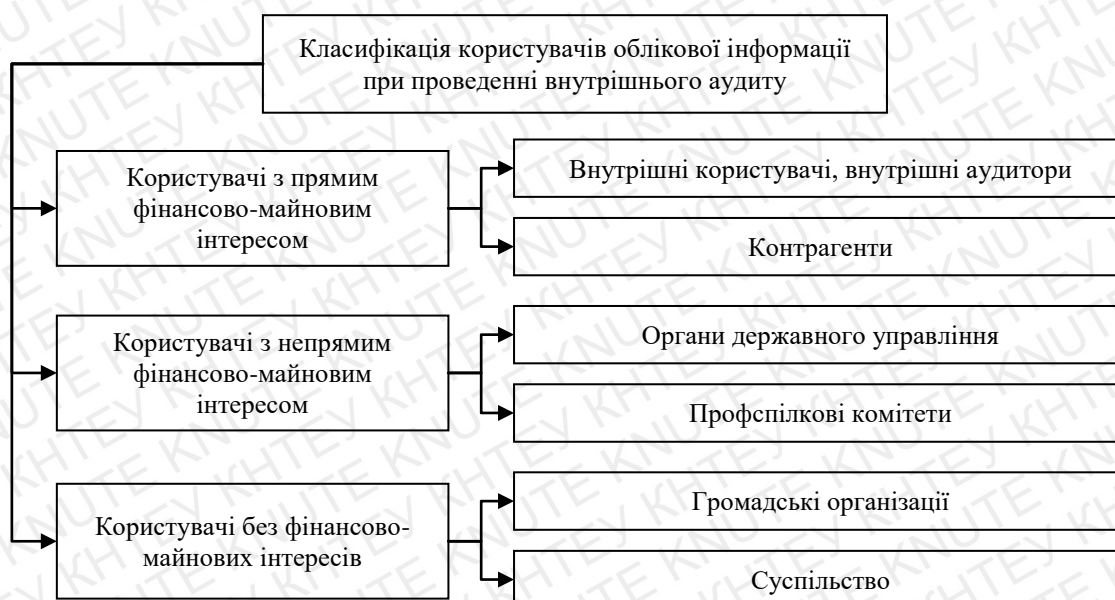 Класифікація користувачів облікової інформації
при проведенні внутрішнього аудиту
Користувачі з прямим
фінансово-майновим
інтересом
Внутрішні користувачі, внутрішні аудитори
Контрагенти
Користувачі з непрямим
фінансово-майновим
інтересом
Органи державного управління
Профспілкові комітети
Користувачі без фінансово-
майнових інтересів
Громадські організації
Суспільство